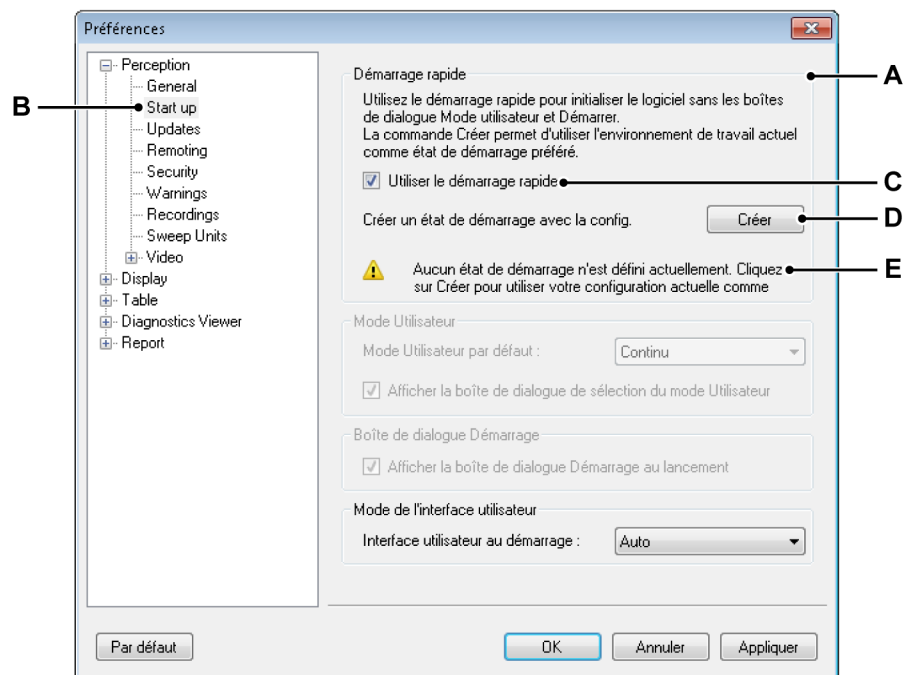 Préférences
Perception
General
B
Start up
Updates
Remoting
Security
Warnings
Recordings
Sweep Units
Video
Display
Table
Diagnostics Viewer
Report
Démarrage rapide
A
Utilisez le démarrage rapide pour initialiser le logiciel sans les boîtes
de dialogue Mode utilisateur et Démarrer.
La commande Créer permet d'utiliser l'environnement de travail actuel
comme état de démarrage préféré.
Utiliser le démarrage rapide
C
Créer un état de démarrage avec la config.
Créer
D
Aucun état de démarrage n'est défini actuellement. Cliquez
E
sur Créer pour utiliser votre configuration actuelle comme
Mode Utilisateur
Mode Utilisateur par défaut :
Continu
Afficher la boîte de dialogue de sélection du mode Utilisateur
Boîte de dialogue Démarrage
Afficher la boîte de dialogue Démarrage au lancement
Mode de l'interface utilisateur
Interface utilisateur au démarrage :
Auto
Par défaut
OK
Annuler
Appliquer